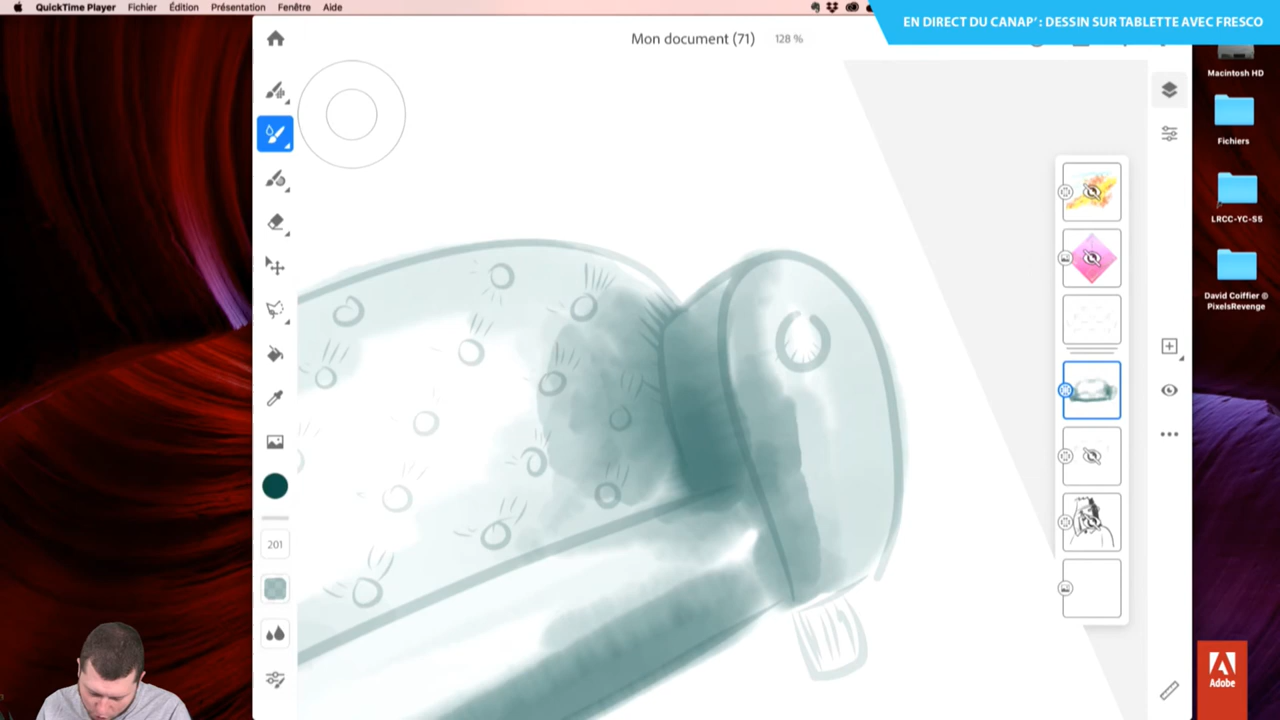 QuickTime Player Fichier Édition Présentation Fenêtre Aide
EN DIRECT DU CANAP' : DESSIN SUR TABLETTE AVEC FRESCO
Mon document (71) 128 %
Macintosh HD
Fichiers
LRCC-YC-S5
David Coiffier ©
PixelsRevenge
201
Adobe